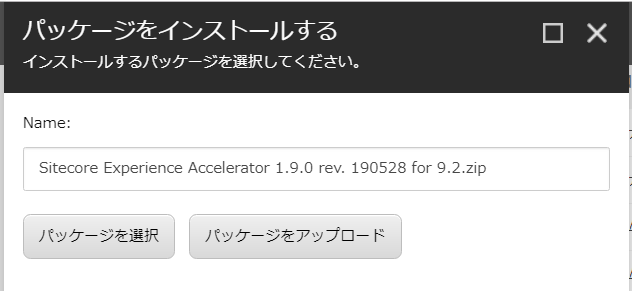 パッケージをインストールする
インストールするパッケージを選択してください。
Name:
Sitecore Experience Accelerator 1.9.0 rev. 190528 for 9.2.zip
パッケージを選択 パッケージをアップロード